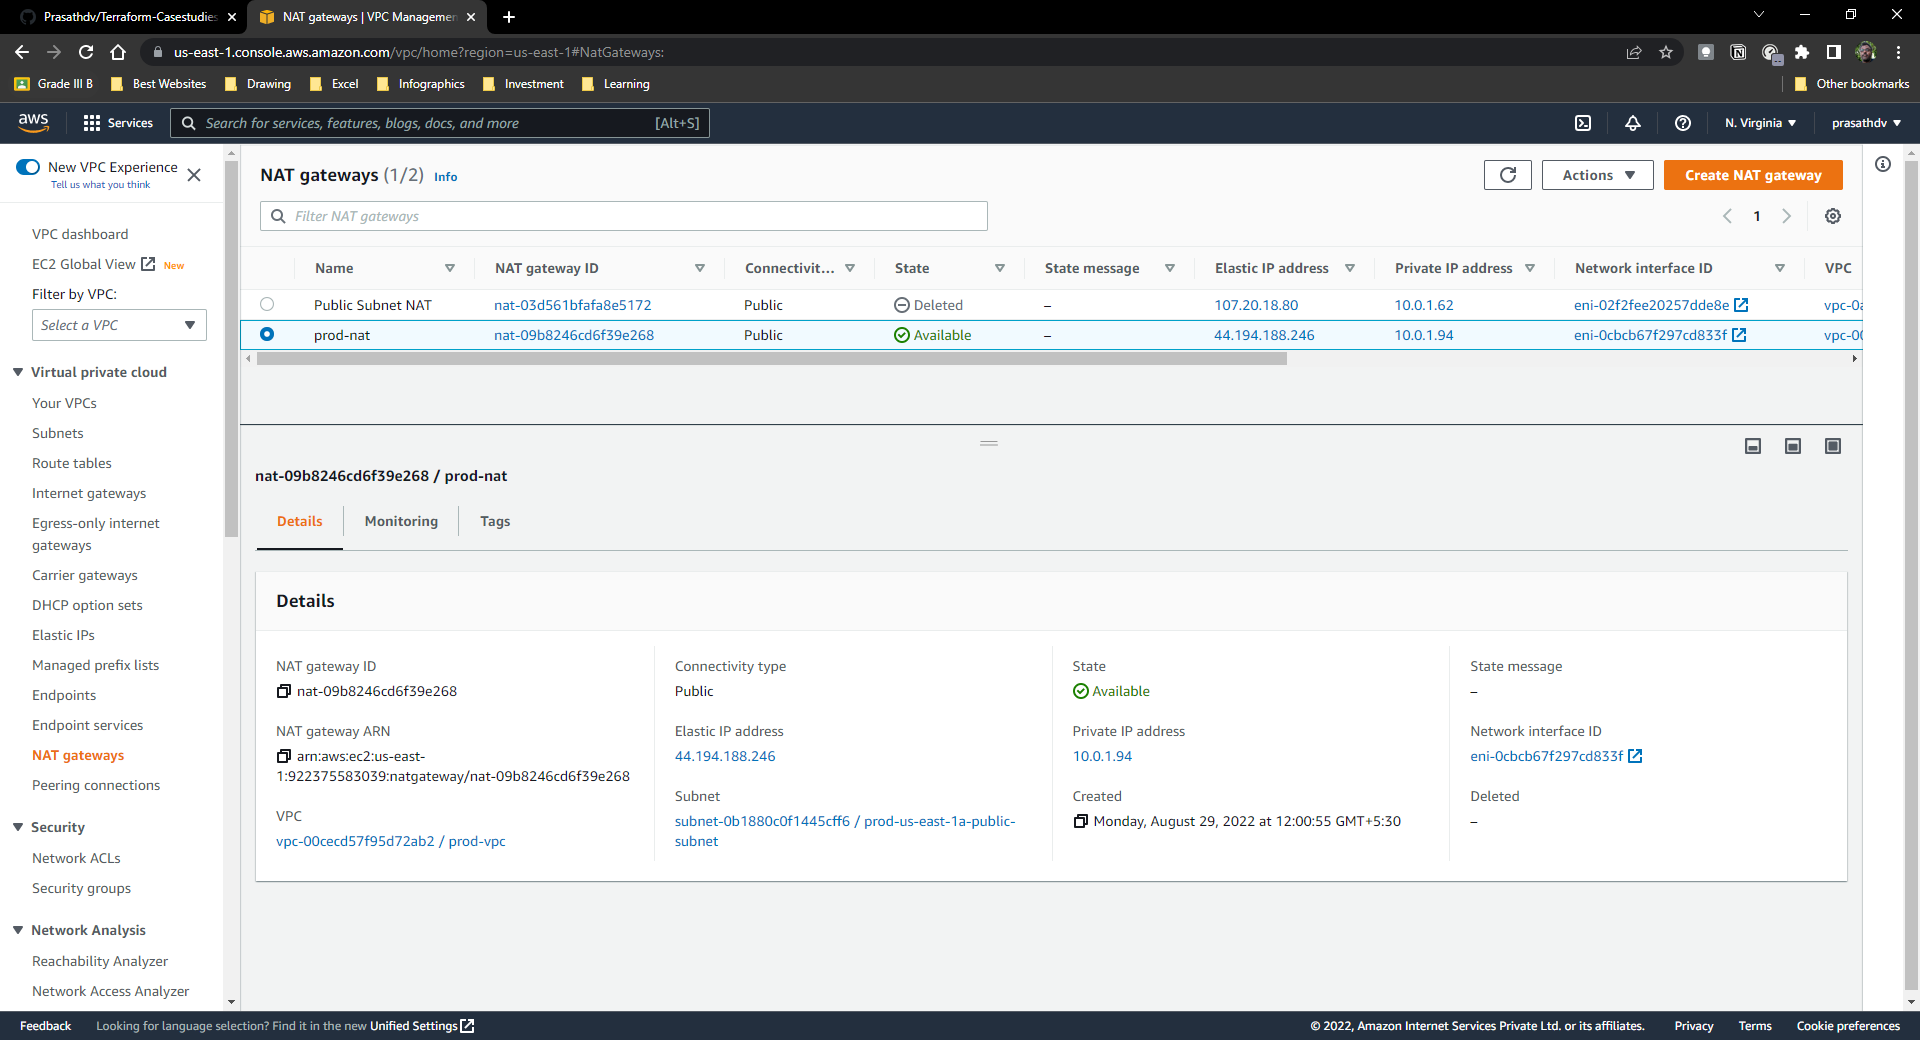 Prasathdv/Terraform-Casestudies
NAT gateways | VPC Managemen
us-east-1.console.aws.amazon.com/vpc/home?region=us-east-1#NatGateways:
Grade III B
Best Websites
Drawing
Excel
Infographics
Investment
Learning
Other bookmarks
aws
Services
Search for services, features, blogs, docs, and more
[Alt+S]
N. Virginia
prasathdv
New VPC Experience
Tell us what you think
VPC dashboard
EC2 Global View New
Filter by VPC:
Select a VPC
Virtual private cloud
Your VPCs
Subnets
Route tables
Internet gateways
Egress-only internet
gateways
Carrier gateways
DHCP option sets
Elastic IPs
Managed prefix lists
Endpoints
Endpoint services
NAT gateways
Peering connections
Security
Network ACLs
Security groups
Network Analysis
Reachability Analyzer
Network Access Analyzer
NAT gateways (1/2) Info
Actions
Create NAT gateway
Filter NAT gateways
1
Name NAT gateway ID Connectivit... State State message Elastic IP address Private IP address Network interface ID VPC
Public Subnet NAT nat-03d561bfafa8e5172 Public Deleted – 107.20.18.80 10.0.1.62 eni-02f2fee20257dde8e vpc-0a
prod-nat nat-09b8246cd6f39e268 Public Available – 44.194.188.246 10.0.1.94 eni-0cbcb67f297cd833f vpc-00
nat-09b8246cd6f39e268 / prod-nat
Details
Monitoring
Tags
Details
NAT gateway ID
nat-09b8246cd6f39e268
NAT gateway ARN
arn:aws:ec2:us-east-
1:922375583039:natgateway/nat-09b8246cd6f39e268
VPC
vpc-00cecd57f95d72ab2 / prod-vpc
Connectivity type
Public
Elastic IP address
44.194.188.246
Subnet
subnet-0b1880c0f1445cff6 / prod-us-east-1a-public-
subnet
State
Available
Private IP address
10.0.1.94
Created
Monday, August 29, 2022 at 12:00:55 GMT+5:30
State message
–
Network interface ID
eni-0cbcb67f297cd833f
Deleted
–
Feedback
Looking for language selection? Find it in the new Unified Settings
© 2022, Amazon Internet Services Private Ltd. or its affiliates.
Privacy
Terms
Cookie preferences